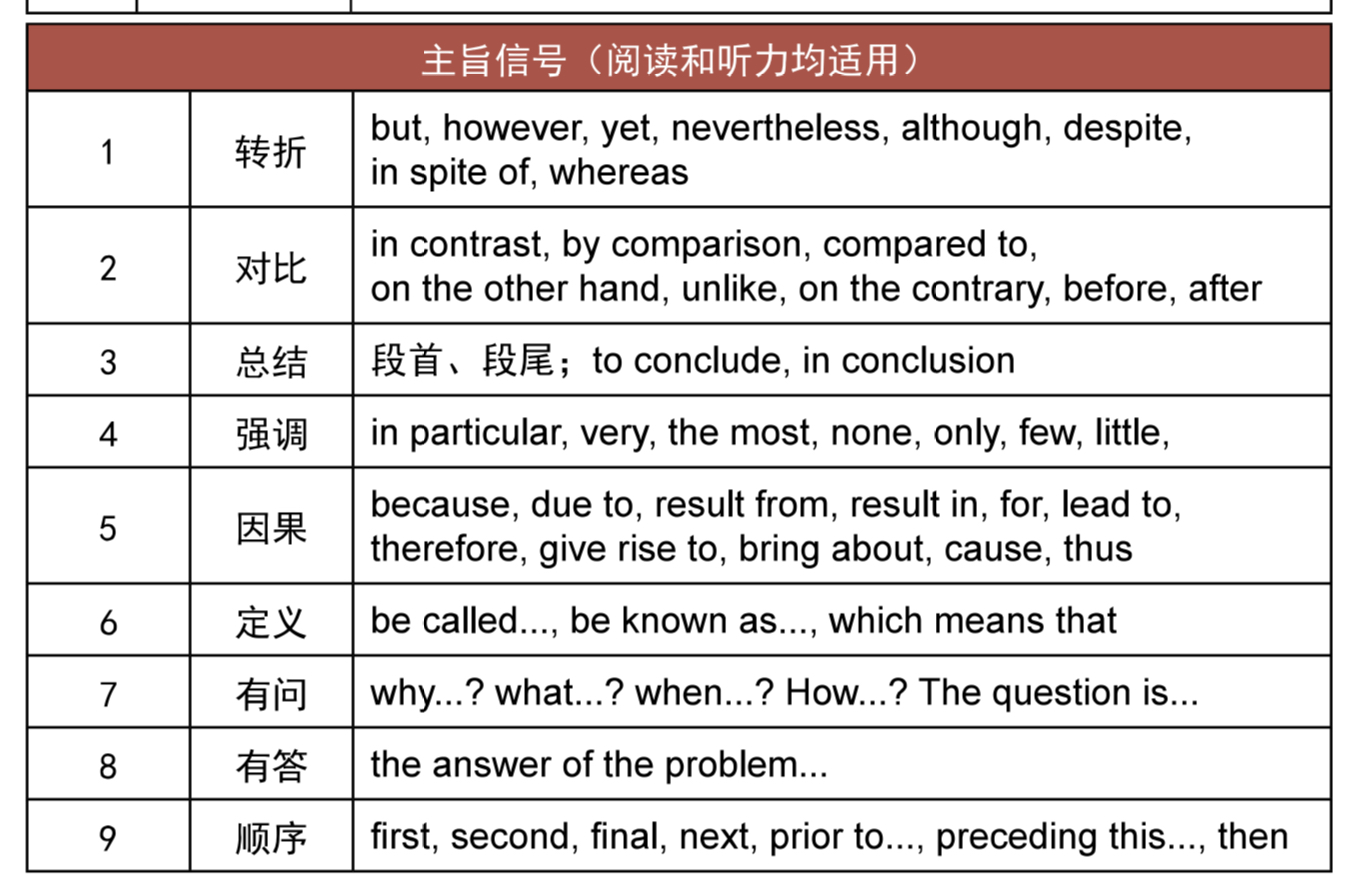 主旨信号（阅读和听力均适用）
1 转折 but, however, yet, nevertheless, although, despite,
in spite of, whereas
2 对比 in contrast, by comparison, compared to,
on the other hand, unlike, on the contrary, before, after
3 总结 段首、段尾；to conclude, in conclusion
4 强调 in particular, very, the most, none, only, few, little,
5 因果 because, due to, result from, result in, for, lead to,
therefore, give rise to, bring about, cause, thus
6 定义 be called..., be known as..., which means that
7 有问 why...? what...? when...? How...? The question is...
8 有答 the answer of the problem...
9 顺序 first, second, final, next, prior to..., preceding this..., then